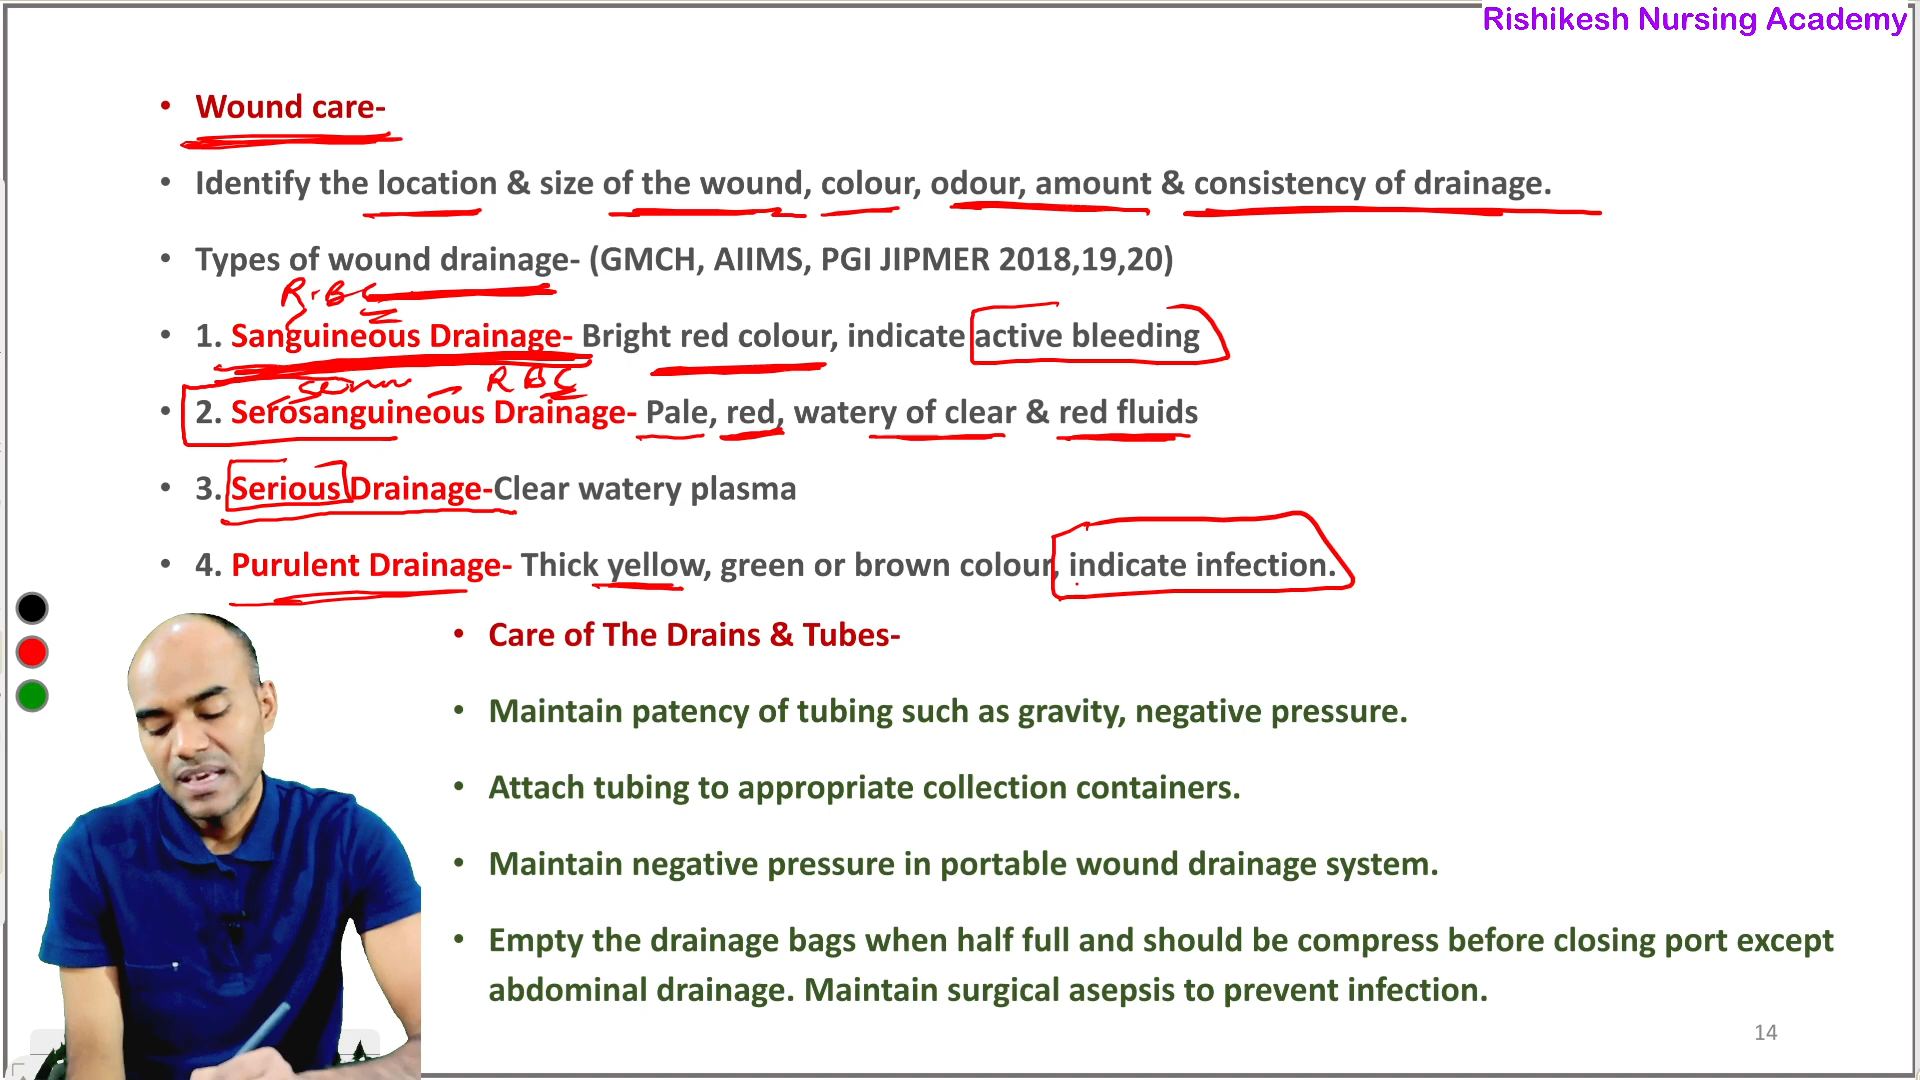 Rishikesh Nursing Academy
• Wound care-
• Identify the location & size of the wound, colour, odour, amount & consistency of drainage.
• Types of wound drainage- (GMCH, AIIMS, PGI JIPMER 2018,19,20)
R.B.C
• 1. Sanguineous Drainage- Bright red colour, indicate active bleeding
RBC
• 2. Serosanguineous Drainage- Pale, red, watery of clear & red fluids
• 3. Serious Drainage-Clear watery plasma
• 4. Purulent Drainage- Thick yellow, green or brown colour, indicate infection.
• Care of The Drains & Tubes-
• Maintain patency of tubing such as gravity, negative pressure.
• Attach tubing to appropriate collection containers.
• Maintain negative pressure in portable wound drainage system.
• Empty the drainage bags when half full and should be compress before closing port except
abdominal drainage. Maintain surgical asepsis to prevent infection.
14